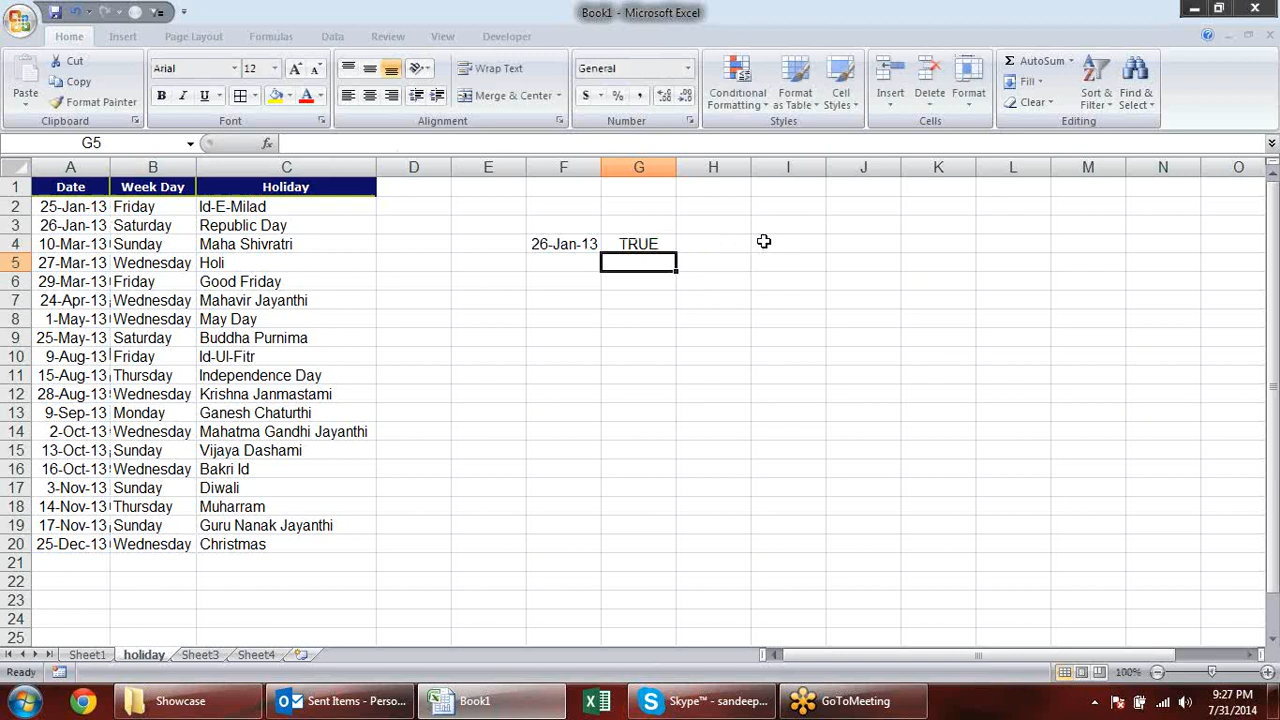 Book1 - Microsoft Excel
Home Insert Page Layout Formulas Data Review View Developer
Paste Cut Copy Format Painter Clipboard
Arial 12 B I U A Font
Wrap Text Merge & Center Alignment
General $ % , Number
Conditional Formatting Format as Table Cell Styles Styles
Insert Delete Format Cells
Σ AutoSum Fill Clear Sort & Filter Find & Select Editing
G5 fx
A B C D E F G H I J K L M N O
1 Date Week Day Holiday
2 25-Jan-13 Friday Id-E-Milad
3 26-Jan-13 Saturday Republic Day
4 10-Mar-13 Sunday Maha Shivratri 26-Jan-13 TRUE
5 27-Mar-13 Wednesday Holi
6 29-Mar-13 Friday Good Friday
7 24-Apr-13 Wednesday Mahavir Jayanthi
8 1-May-13 Wednesday May Day
9 25-May-13 Saturday Buddha Purnima
10 9-Aug-13 Friday Id-Ul-Fitr
11 15-Aug-13 Thursday Independence Day
12 28-Aug-13 Wednesday Krishna Janmastami
13 9-Sep-13 Monday Ganesh Chaturthi
14 2-Oct-13 Wednesday Mahatma Gandhi Jayanthi
15 13-Oct-13 Sunday Vijaya Dashami
16 16-Oct-13 Wednesday Bakri Id
17 3-Nov-13 Sunday Diwali
18 14-Nov-13 Thursday Muharram
19 17-Nov-13 Sunday Guru Nanak Jayanthi
20 25-Dec-13 Wednesday Christmas
21
22
23
24
25
Sheet1 holiday Sheet3 Sheet4
Ready 100%
Showcase Sent Items - Perso... Book1 Skype™ - sandeep... GoToMeeting 9:27 PM
7/31/2014